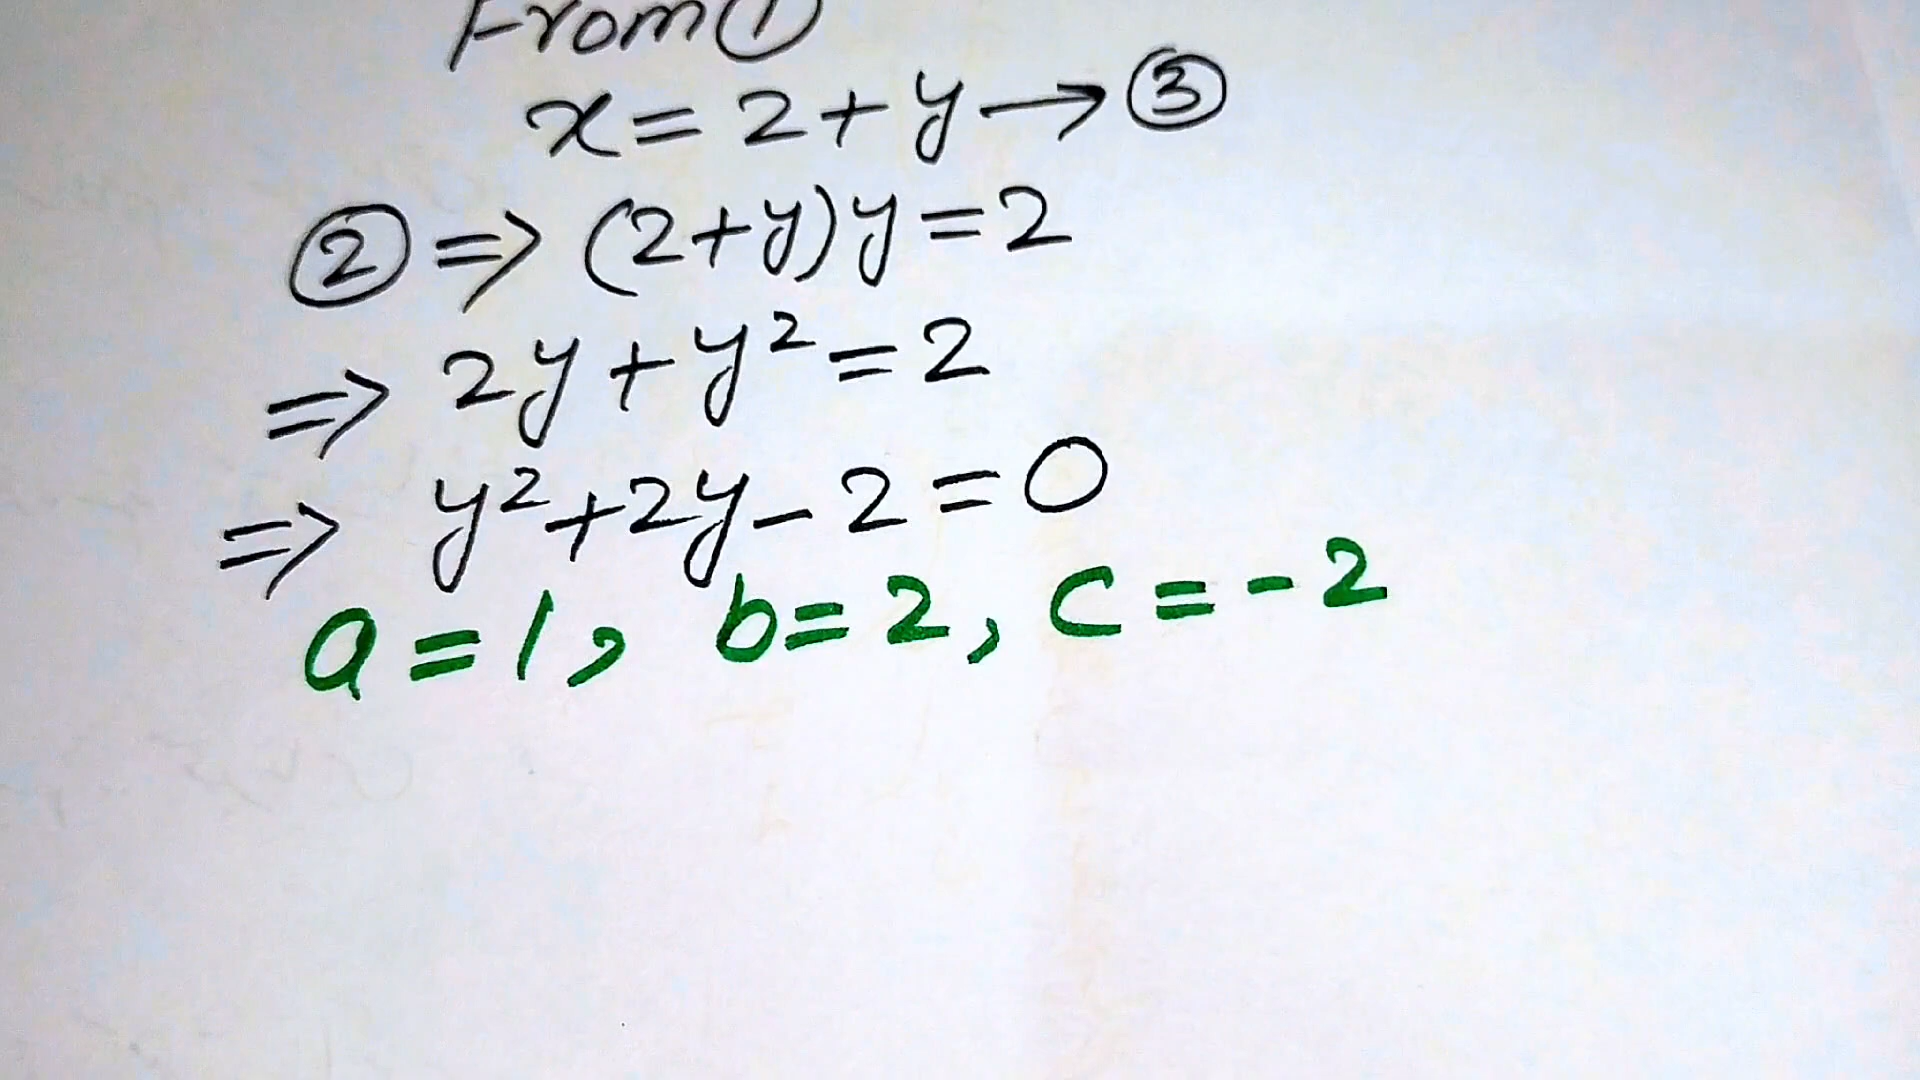 From ①
x = 2 + y → ③
② ⇒ (2+y)y = 2
⇒ 2y + y² = 2
⇒ y² + 2y - 2 = 0
a = 1, b = 2, c = -2